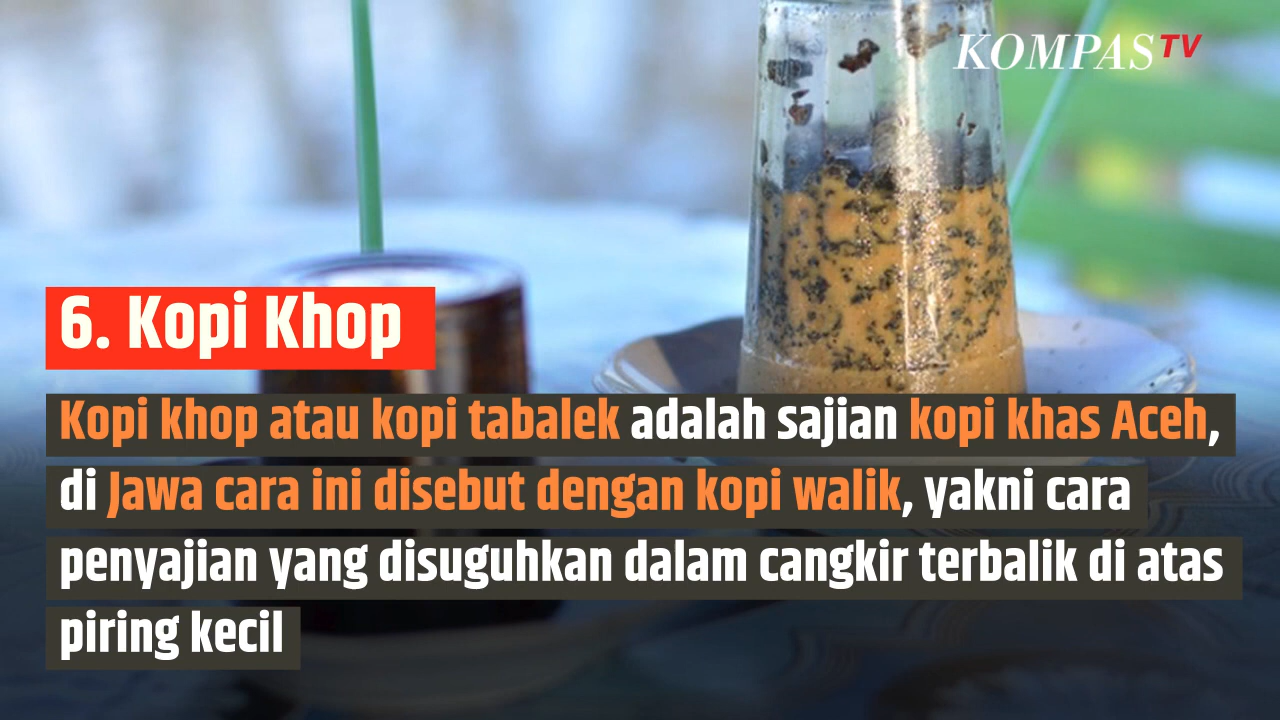 KOMPAS TV
6. Kopi Khop
Kopi khop atau kopi tabalek adalah sajian kopi khas Aceh,
di Jawa cara ini disebut dengan kopi walik, yakni cara
penyajian yang disuguhkan dalam cangkir terbalik di atas
piring kecil